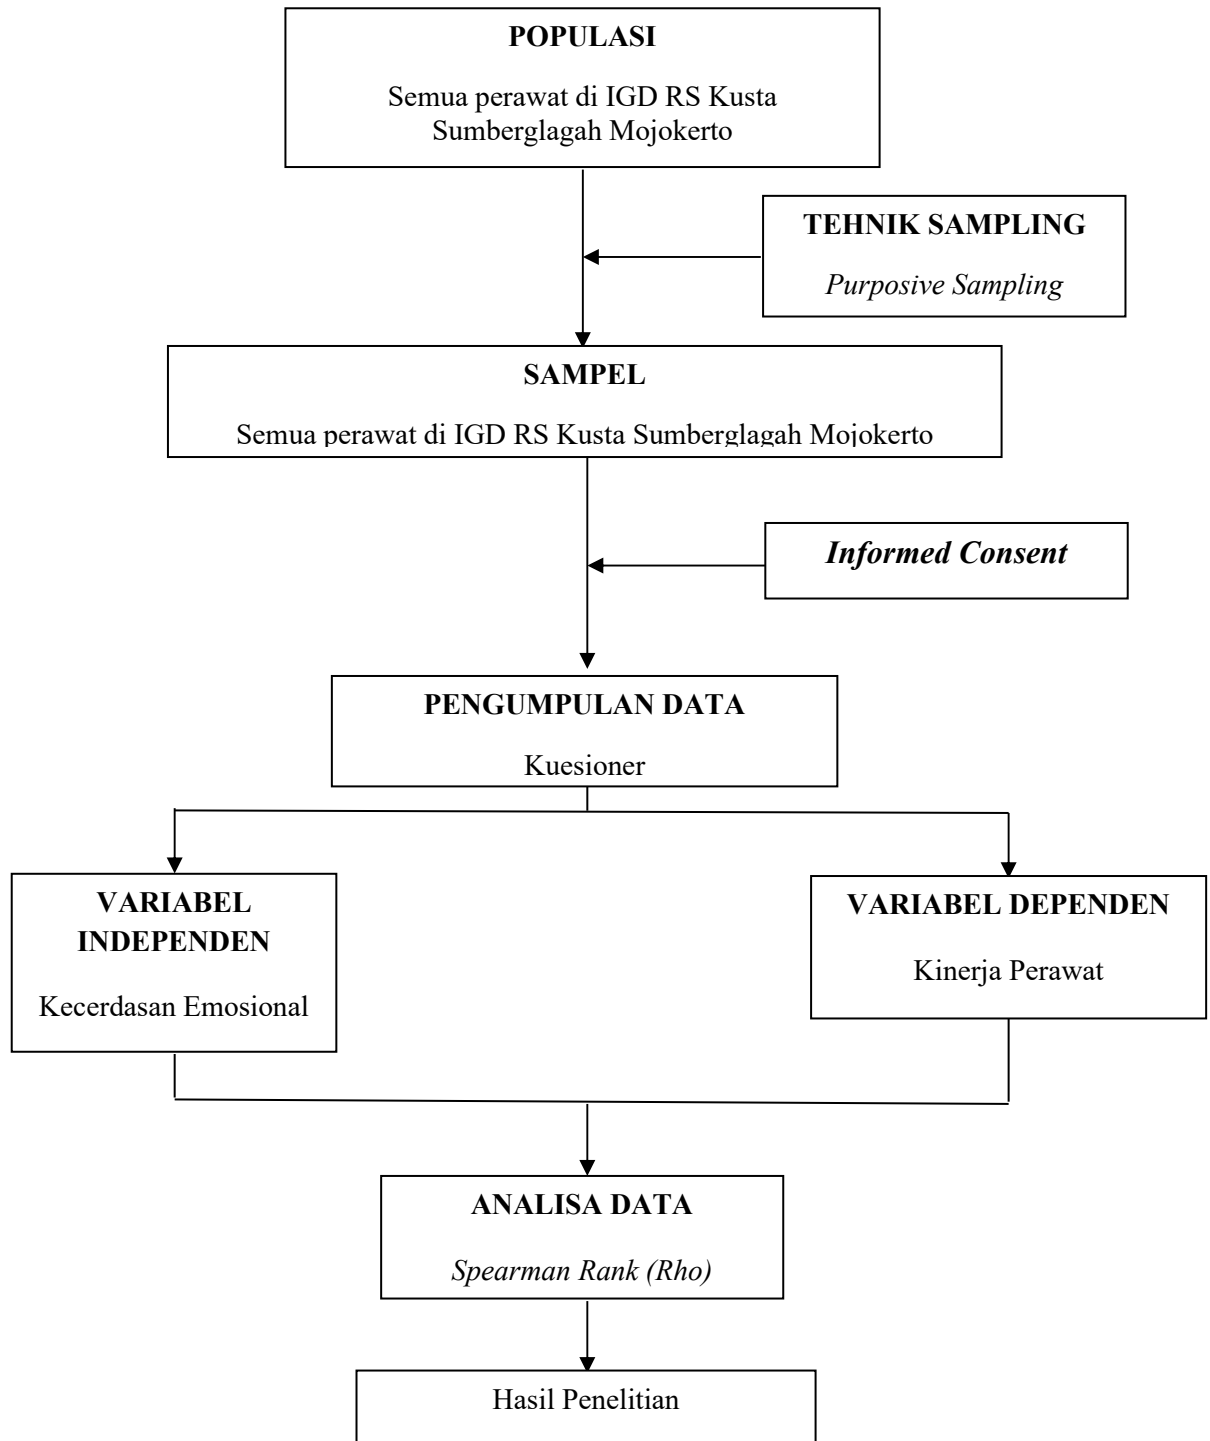 POPULASI
Semua perawat di IGD RS Kusta
Sumberglagah Mojokerto
TEHNIK SAMPLING
Purposive Sampling
SAMPEL
Semua perawat di IGD RS Kusta Sumberglagah Mojokerto
Informed Consent
PENGUMPULAN DATA
Kuesioner
VARIABEL
INDEPENDEN
Kecerdasan Emosional
VARIABEL DEPENDEN
Kinerja Perawat
ANALISA DATA
Spearman Rank (Rho)
Hasil Penelitian